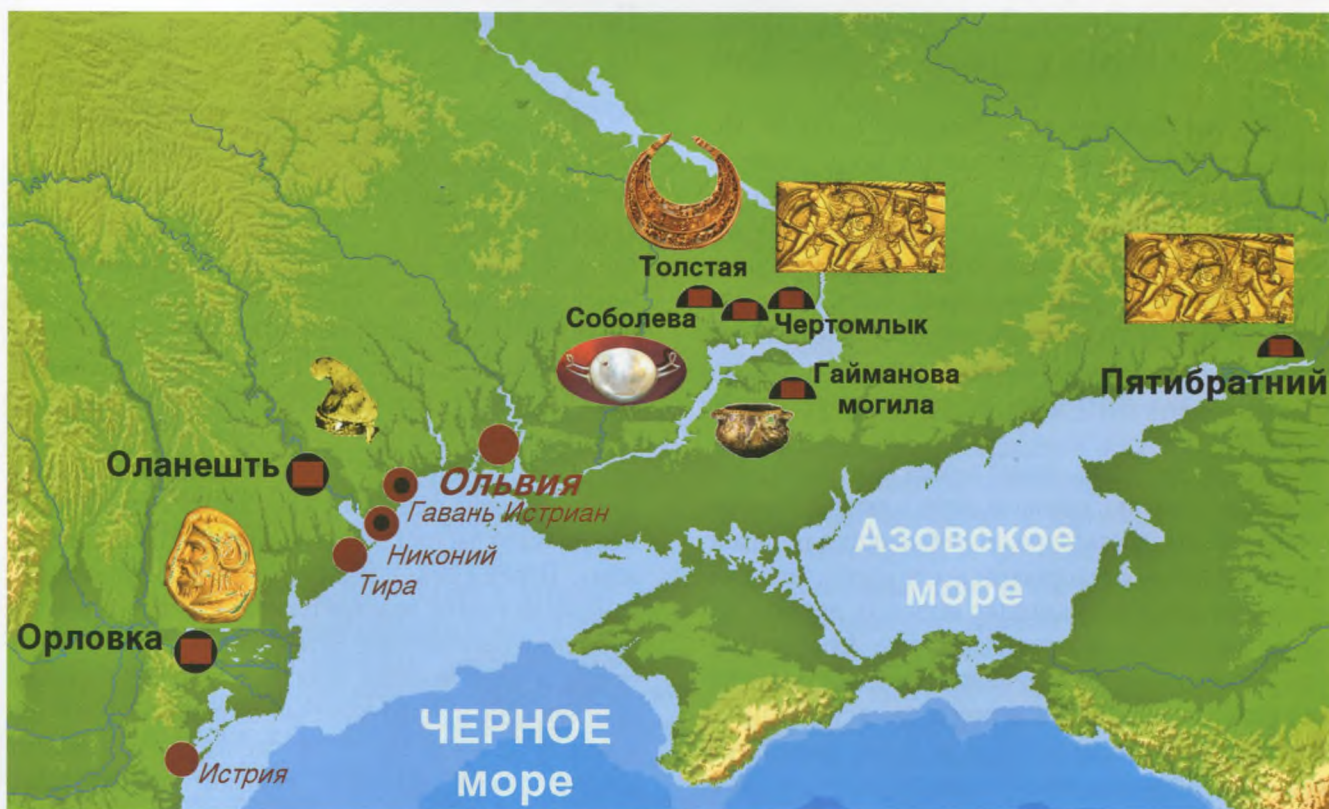 Толстая
Соболева
Чертомлык
Гайманова
могила
Пятибратний
Оланешть
Ольвия
Гавань Истриан
Никоний
Тира
Азовское
море
Орловка
ЧЕРНОЕ
море
Истрия